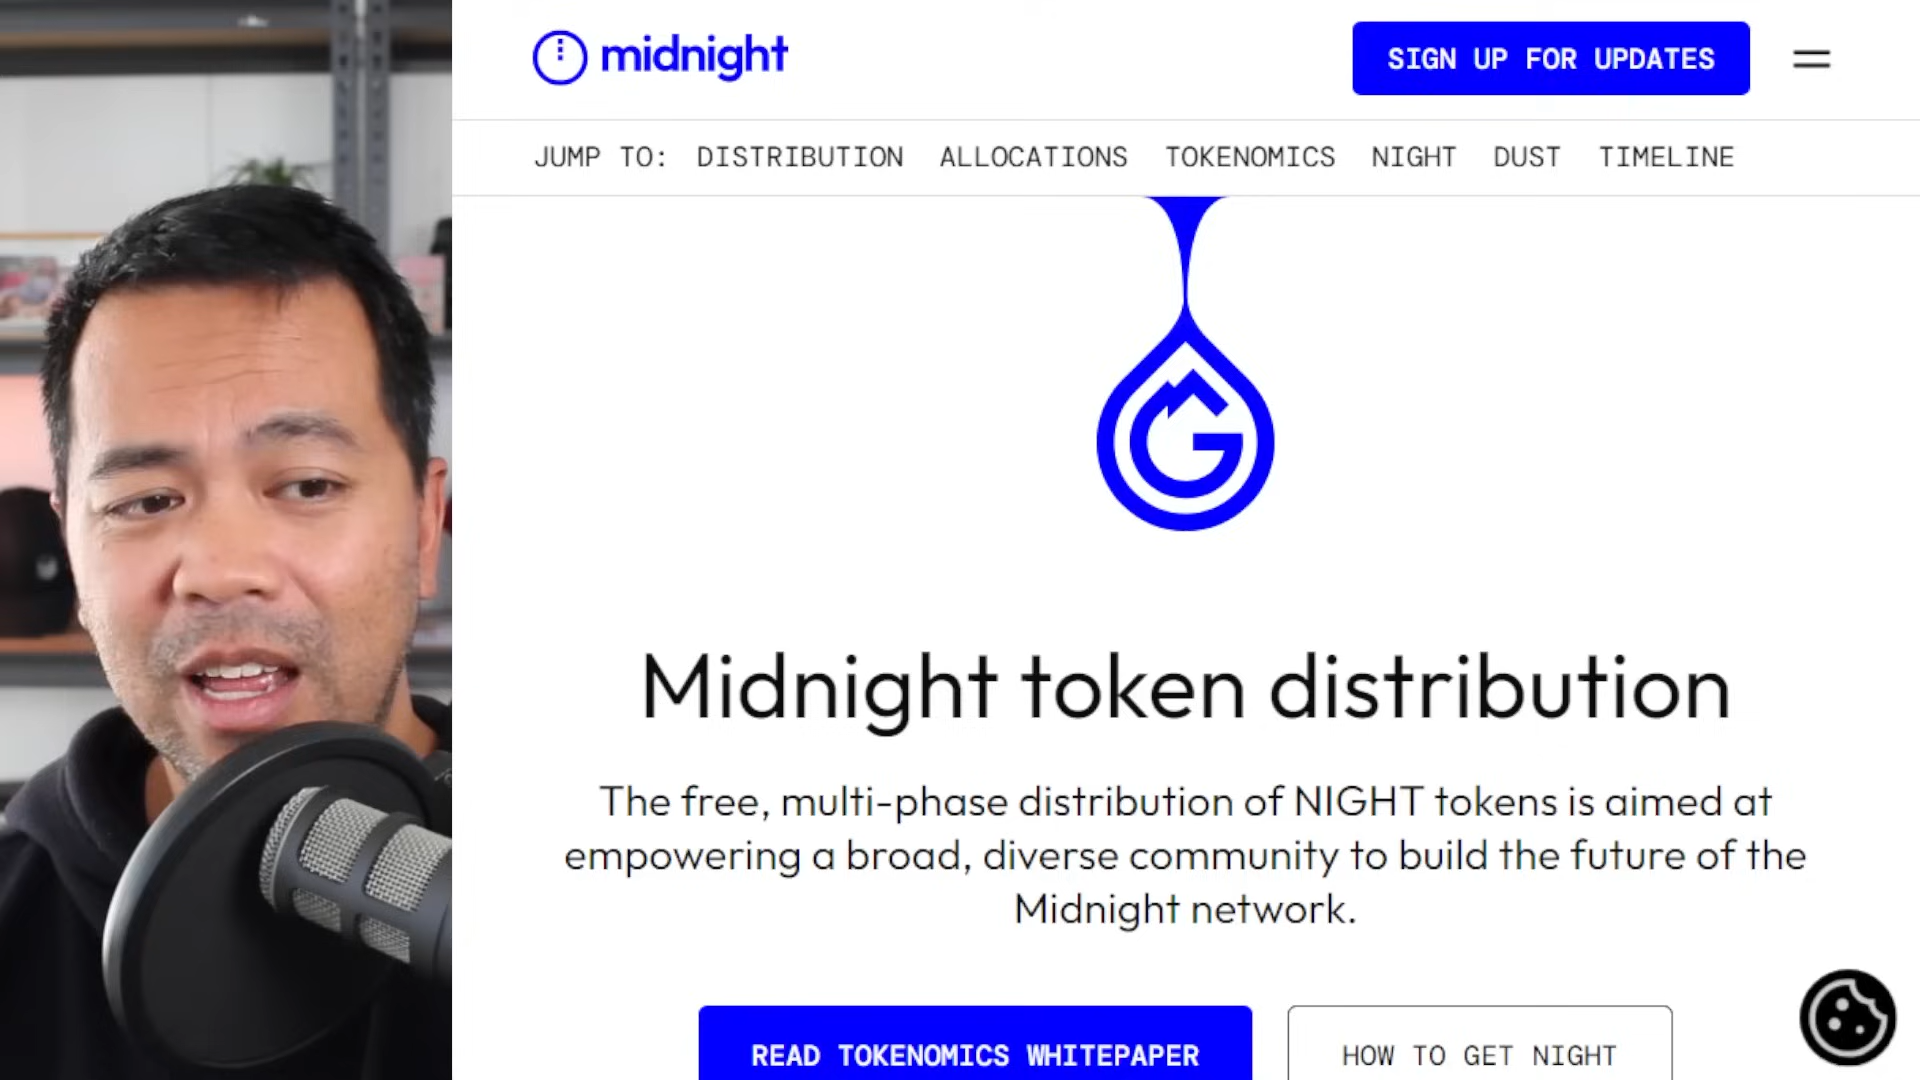 midnight
SIGN UP FOR UPDATES
JUMP TO: DISTRIBUTION ALLOCATIONS TOKENOMICS NIGHT DUST TIMELINE
G
Midnight token distribution
The free, multi-phase distribution of NIGHT tokens is aimed at
empowering a broad, diverse community to build the future of the
Midnight network.
READ TOKENOMICS WHITEPAPER
HOW TO GET NIGHT